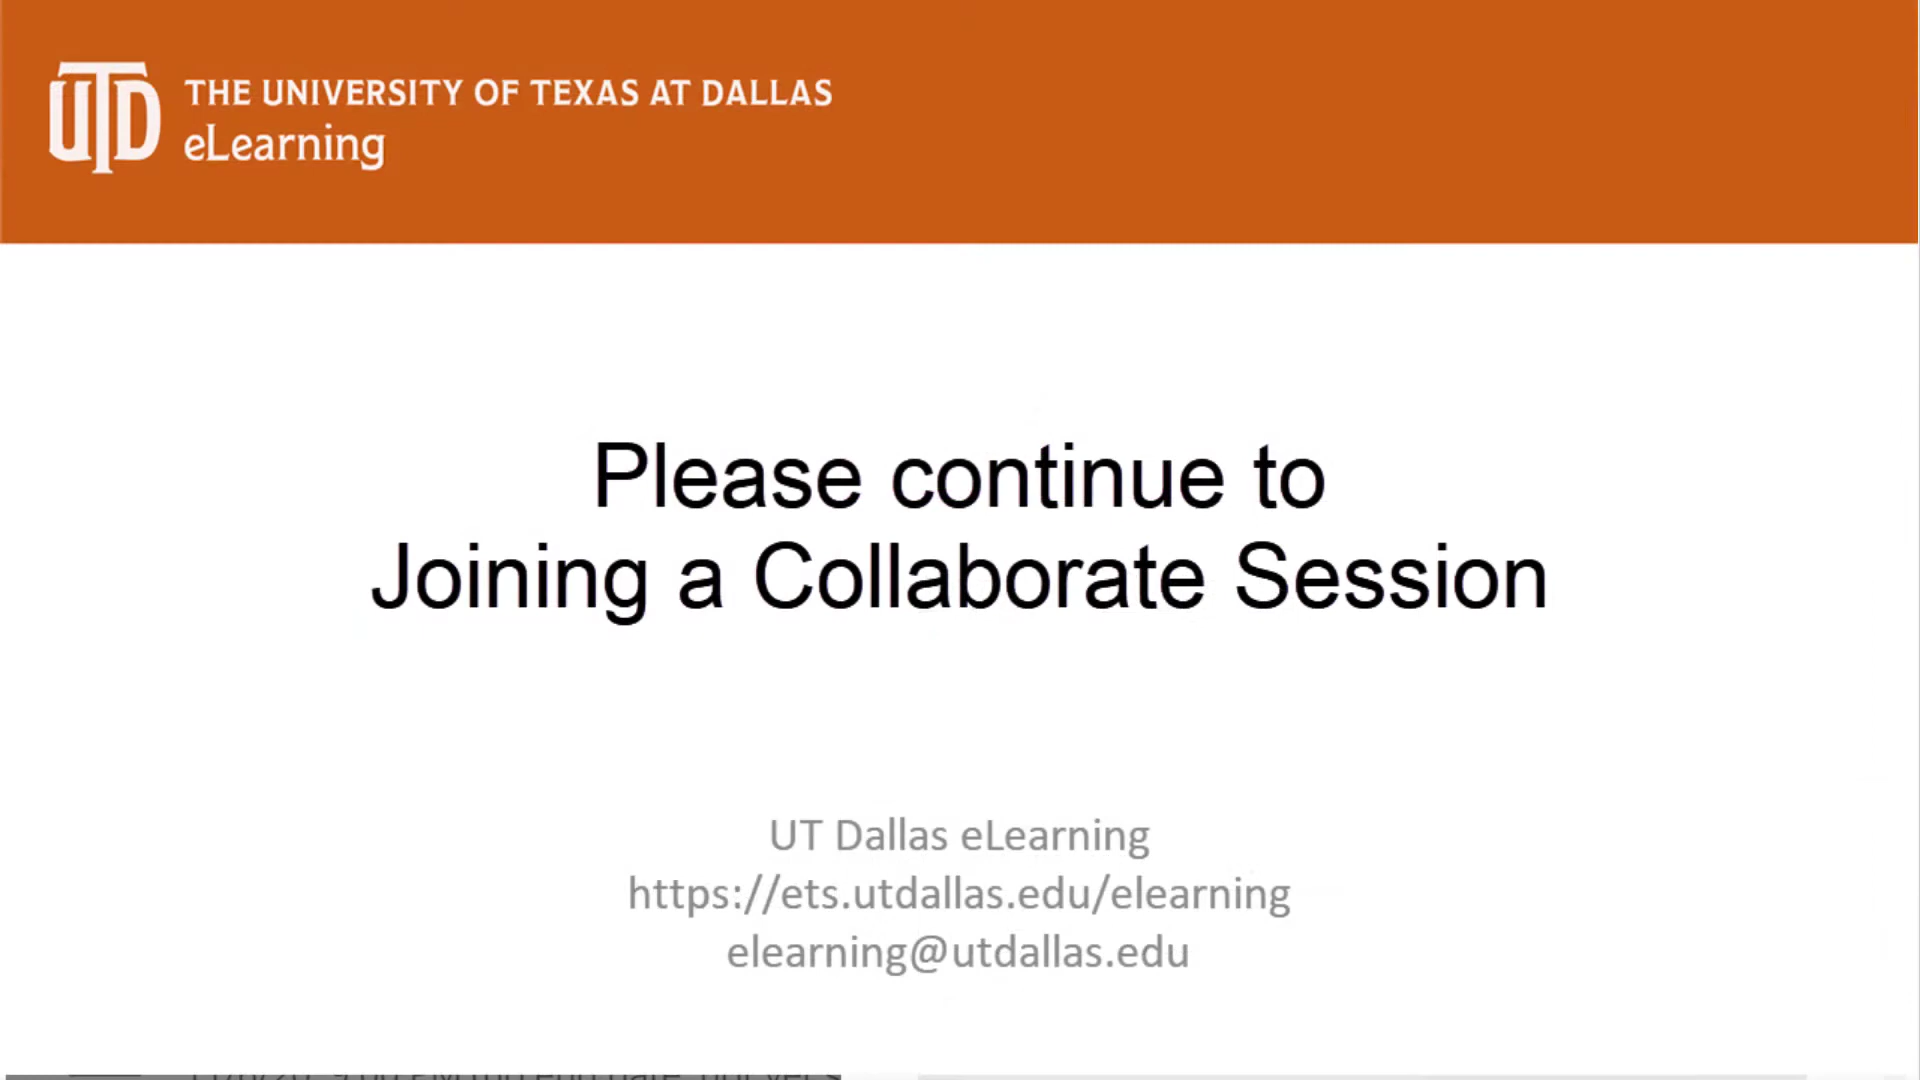 UTD
THE UNIVERSITY OF TEXAS AT DALLAS
eLearning
Please continue to
Joining a Collaborate Session
UT Dallas eLearning
https://ets.utdallas.edu/elearning
elearning@utdallas.edu